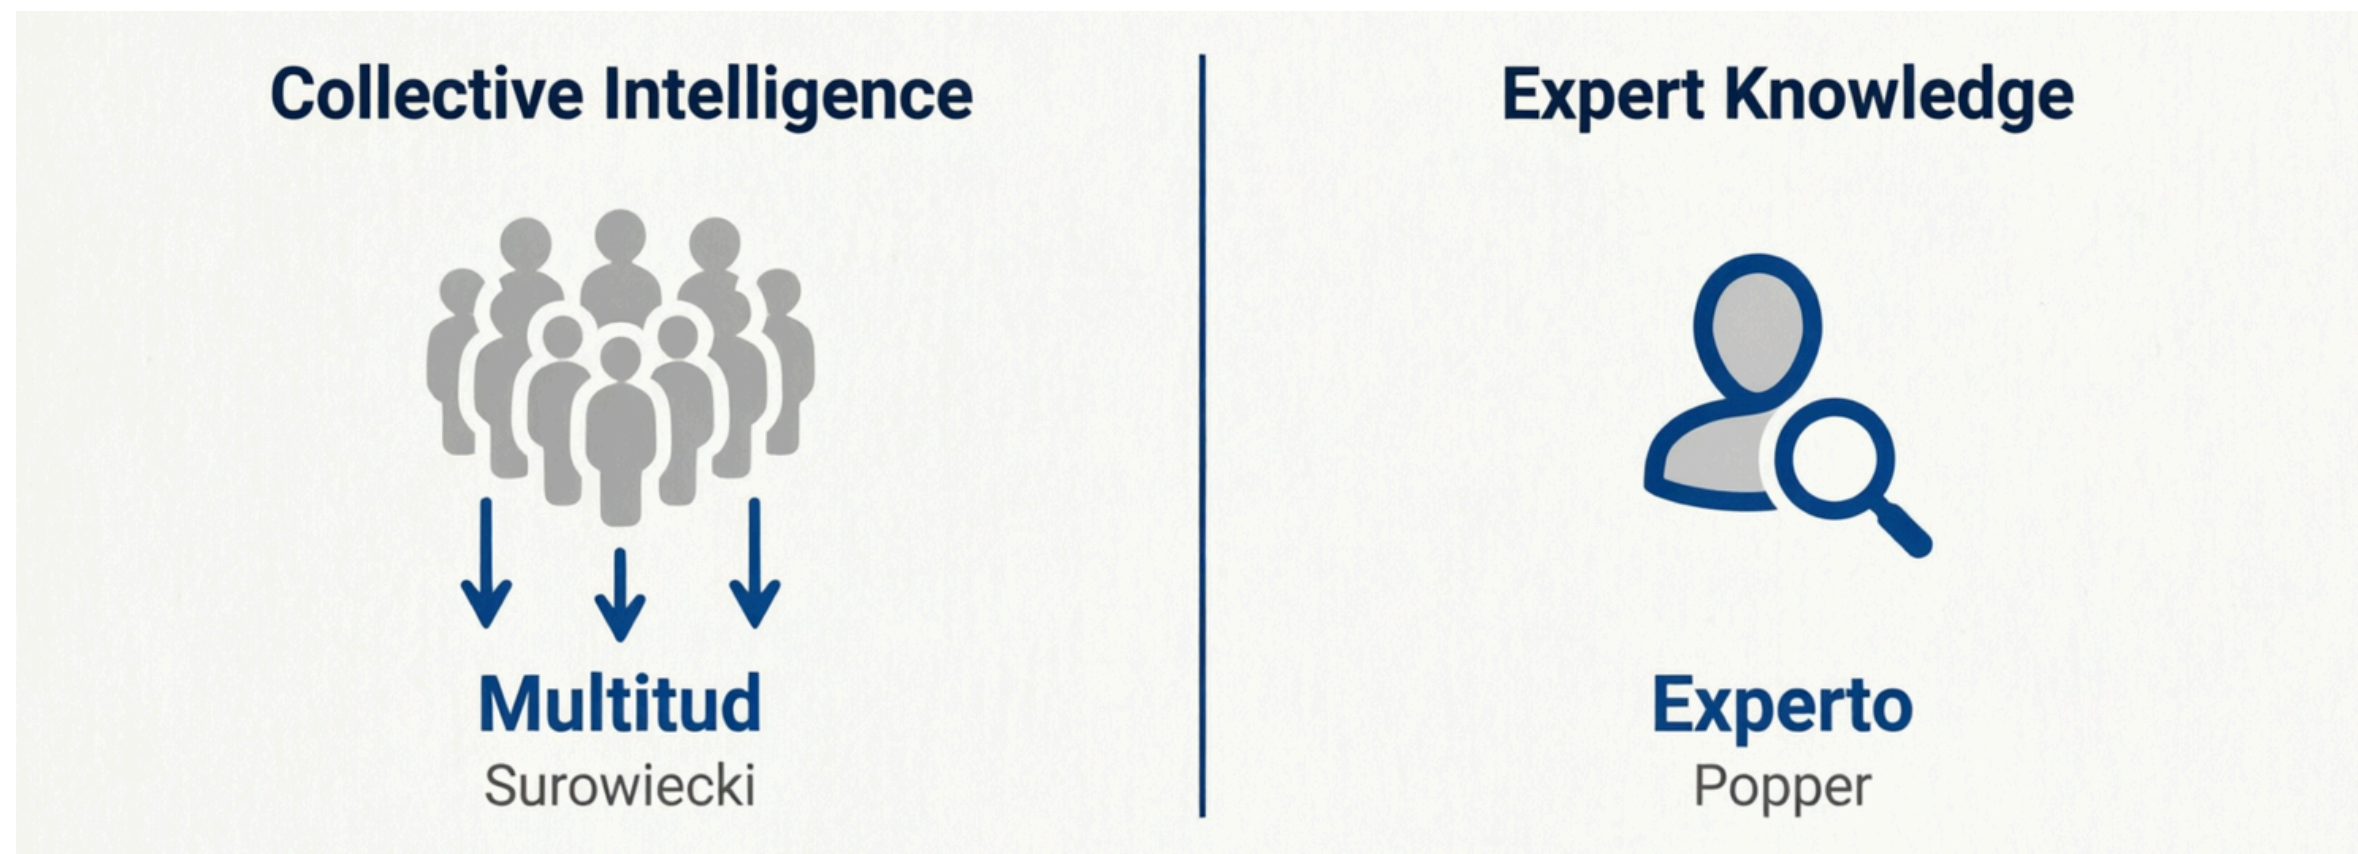 Collective Intelligence
Multitud
Surowiecki
Expert Knowledge
Experto
Popper